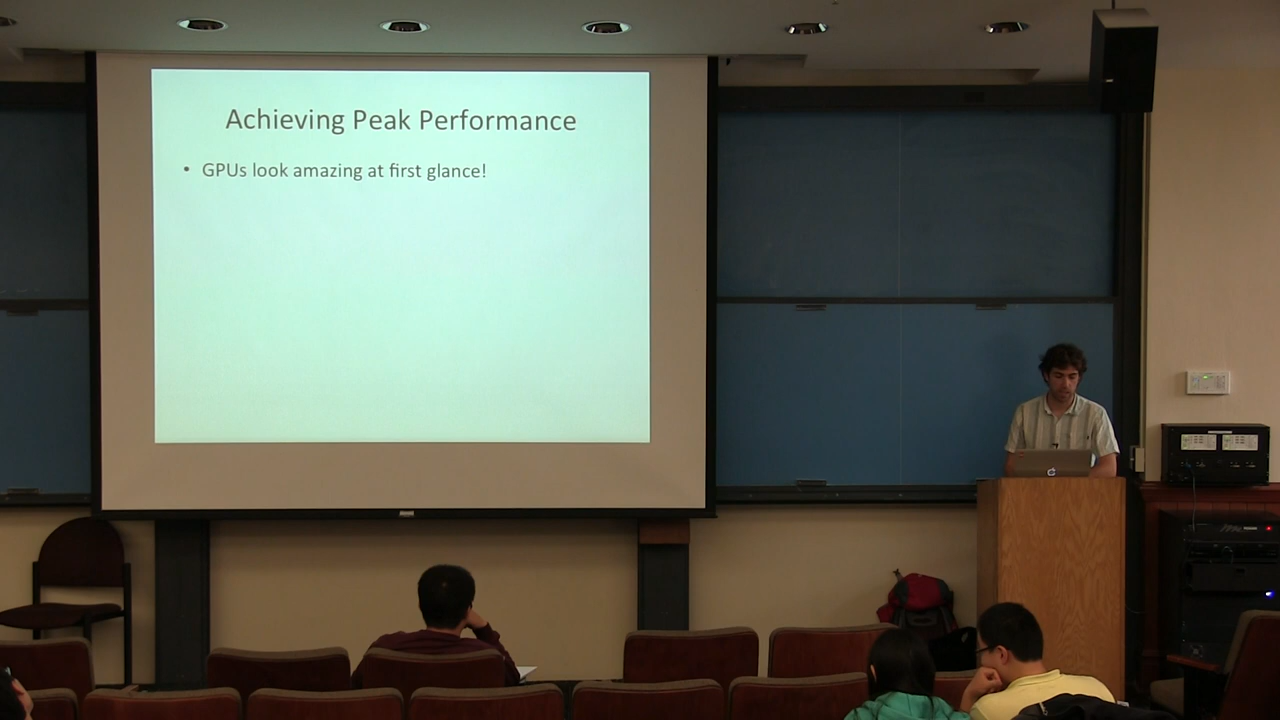 Achieving Peak Performance
• GPUs look amazing at first glance!